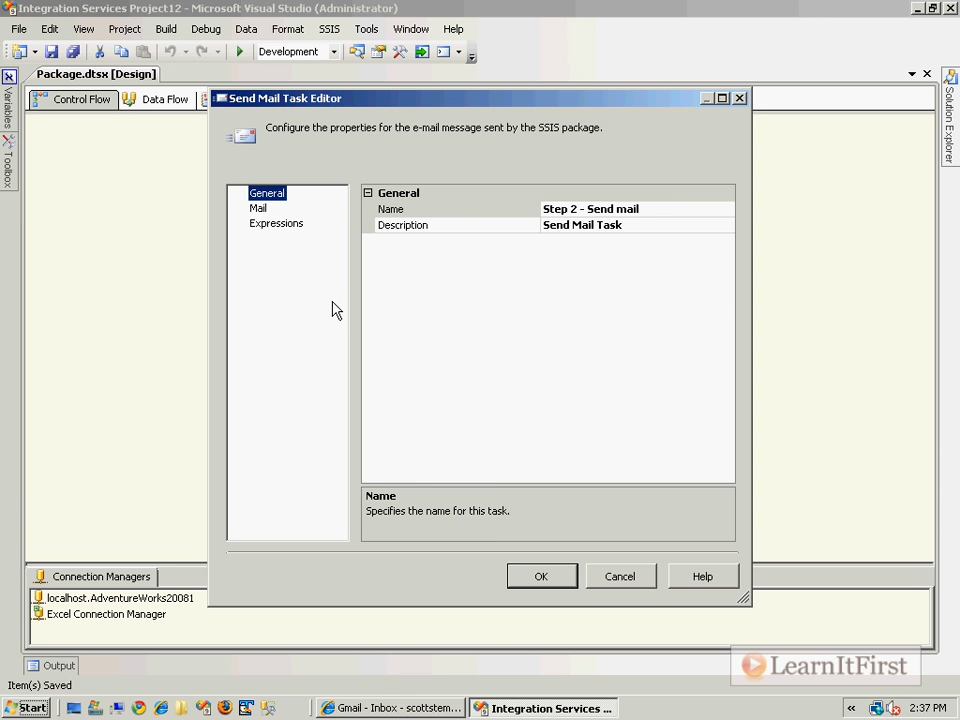 Integration Services Project12 - Microsoft Visual Studio (Administrator)
File Edit View Project Build Debug Data Format SSIS Tools Window Help
Development
Package.dtsx [Design]
Control Flow Data Flow
Variables
Toolbox
Solution Explorer
Send Mail Task Editor
Configure the properties for the e-mail message sent by the SSIS package.
General
Mail
Expressions
General
Name Step 2 - Send mail
Description Send Mail Task
Name
Specifies the name for this task.
OK Cancel Help
Connection Managers
localhost.AdventureWorks20081
Excel Connection Manager
LearnItFirst
Output
Item(s) Saved
Start Gmail - Inbox - scottstem... Integration Services ... « 2:37 PM